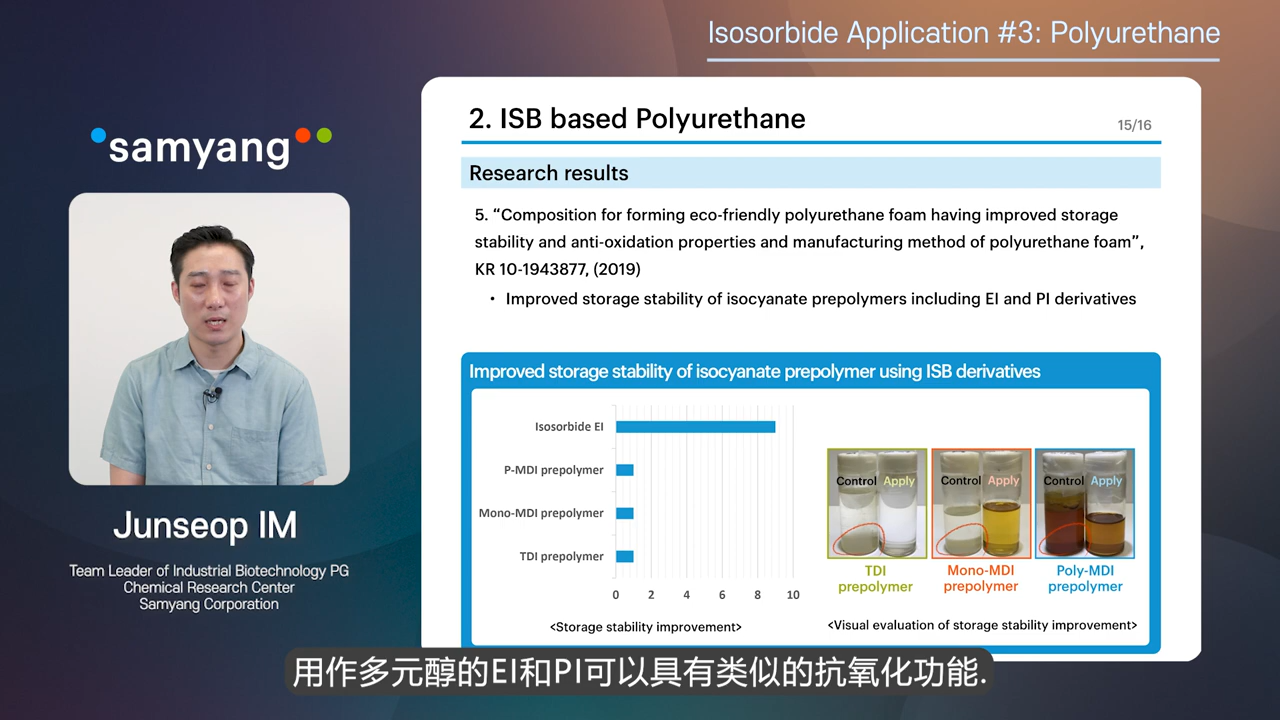 Isosorbide Application #3: Polyurethane
samyang
Junseop IM
Team Leader of Industrial Biotechnology PG
Chemical Research Center
Samyang Corporation
2. ISB based Polyurethane
15/16
Research results
5. “Composition for forming eco-friendly polyurethane foam having improved storage
stability and anti-oxidation properties and manufacturing method of polyurethane foam”,
KR 10-1943877, (2019)
• Improved storage stability of isocyanate prepolymers including EI and PI derivatives
Improved storage stability of isocyanate prepolymer using ISB derivatives
Isosorbide EI
P-MDI prepolymer
Mono-MDI prepolymer
TDI prepolymer
0 2 4 6 8 10
<Storage stability improvement>
Control Apply
Control Apply
Control Apply
TDI
prepolymer
Mono-MDI
prepolymer
Poly-MDI
prepolymer
<Visual evaluation of storage stability improvement>
用作多元醇的EI和PI可以具有类似的抗氧化功能.